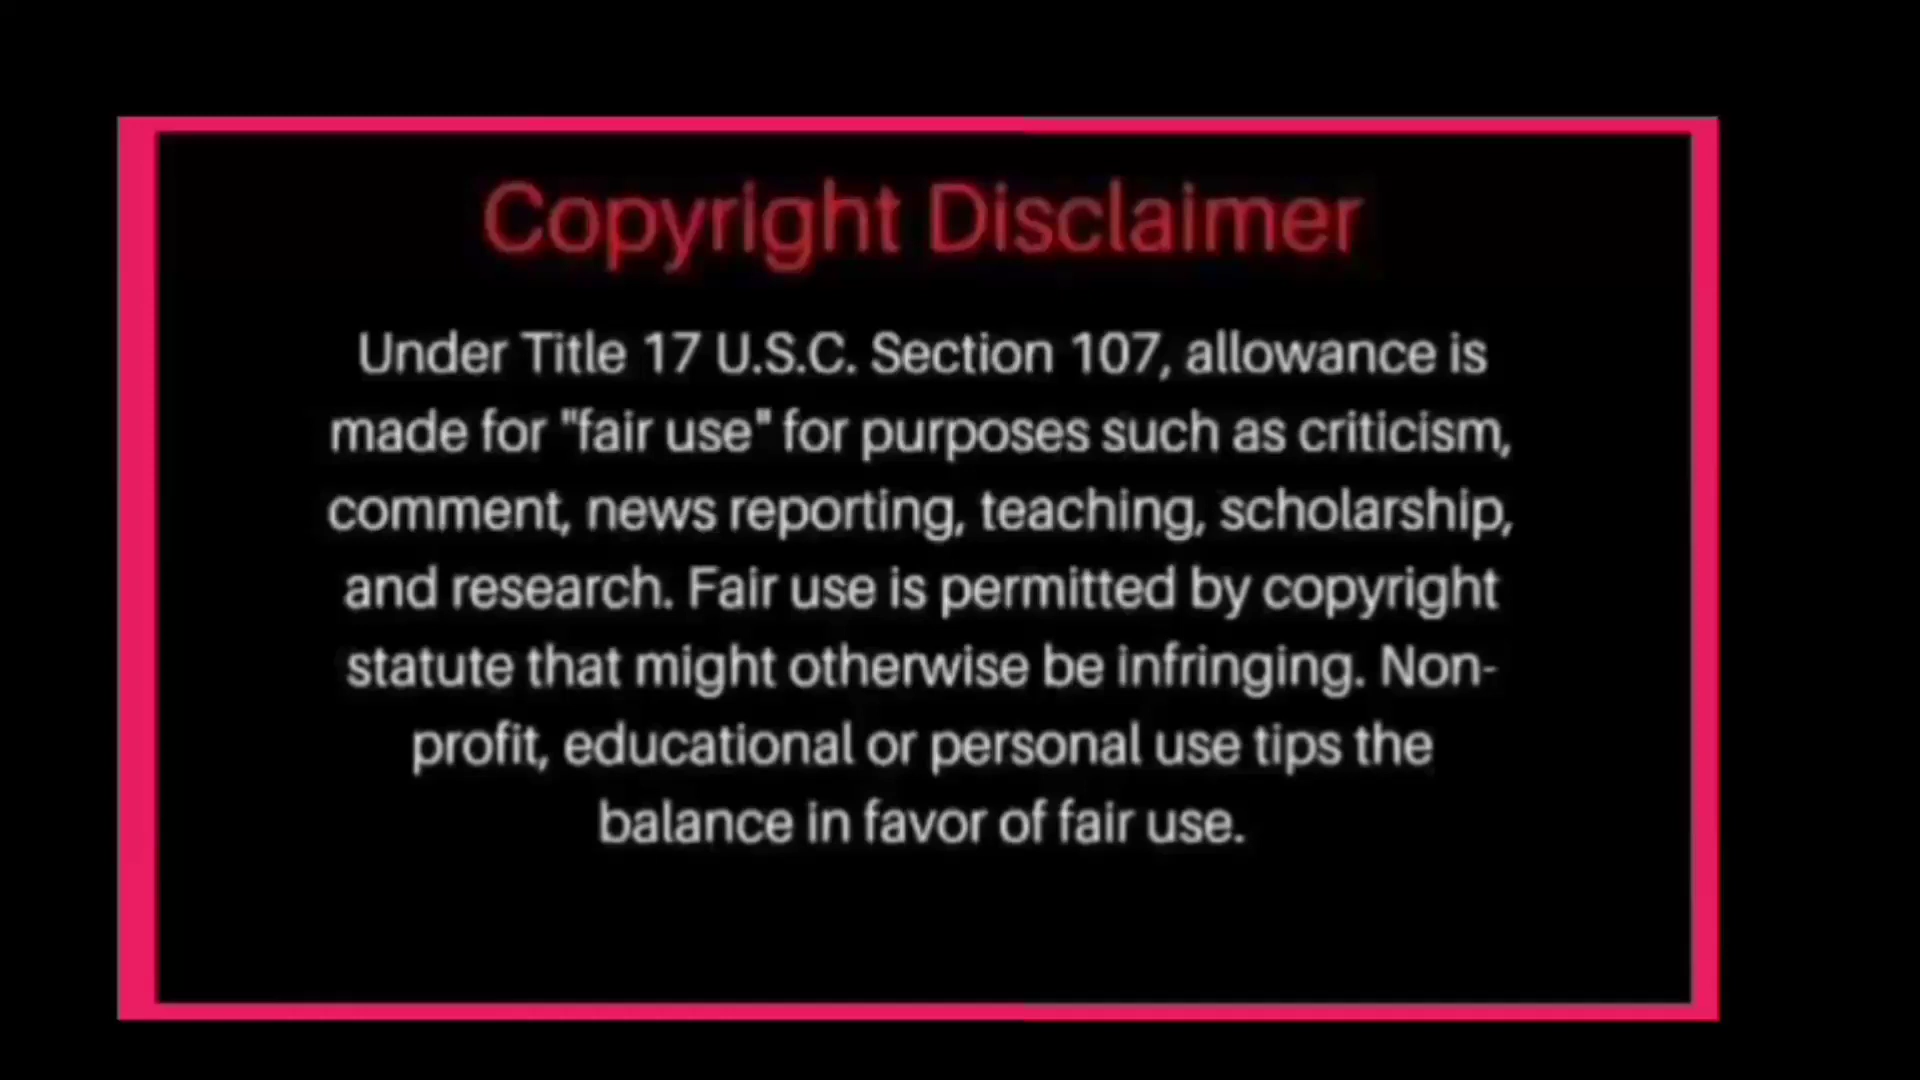 Copyright Disclaimer
Under Title 17 U.S.C. Section 107, allowance is
made for "fair use" for purposes such as criticism,
comment, news reporting, teaching, scholarship,
and research. Fair use is permitted by copyright
statute that might otherwise be infringing. Non-
profit, educational or personal use tips the
balance in favor of fair use.